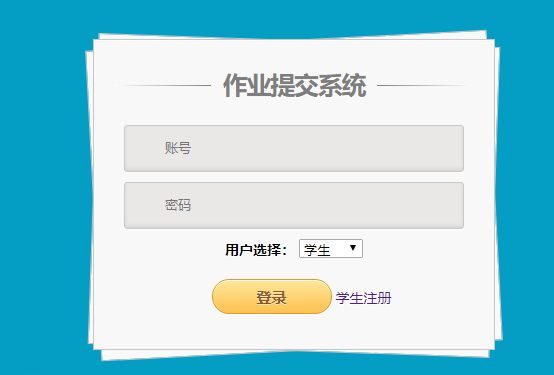 作业提交系统
账号
密码
用户选择： 学生
登录 学生注册